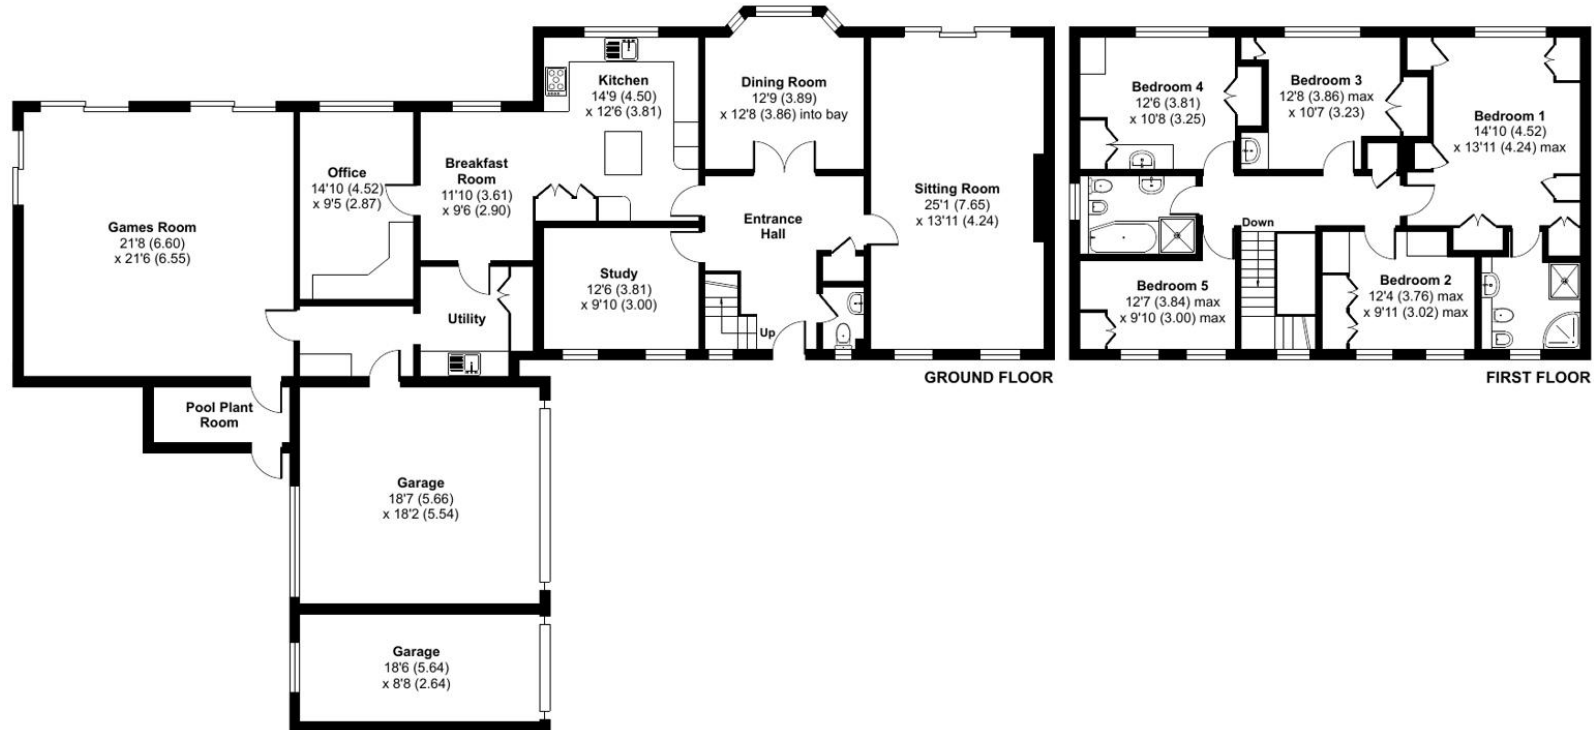 Kitchen
14'9 (4.50)
x 12'6 (3.81)
Dining Room
12'9 (3.89)
x 12'8 (3.86) into bay
Breakfast
Room
11'10 (3.61)
x 9'6 (2.90)
Office
14'10 (4.52)
x 9'5 (2.87)
Games Room
21'8 (6.60)
x 21'6 (6.55)
Sitting Room
25'1 (7.65)
x 13'11 (4.24)
Entrance
Hall
Study
12'6 (3.81)
x 9'10 (3.00)
Utility
Up
GROUND FLOOR
Pool Plant
Room
Garage
18'7 (5.66)
x 18'2 (5.54)
Garage
18'6 (5.64)
x 8'8 (2.64)
Bedroom 4
12'6 (3.81)
x 10'8 (3.25)
Bedroom 3
12'8 (3.86) max
x 10'7 (3.23)
Bedroom 1
14'10 (4.52)
x 13'11 (4.24) max
Down
Bedroom 5
12'7 (3.84) max
x 9'10 (3.00) max
Bedroom 2
12'4 (3.76) max
x 9'11 (3.02) max
FIRST FLOOR